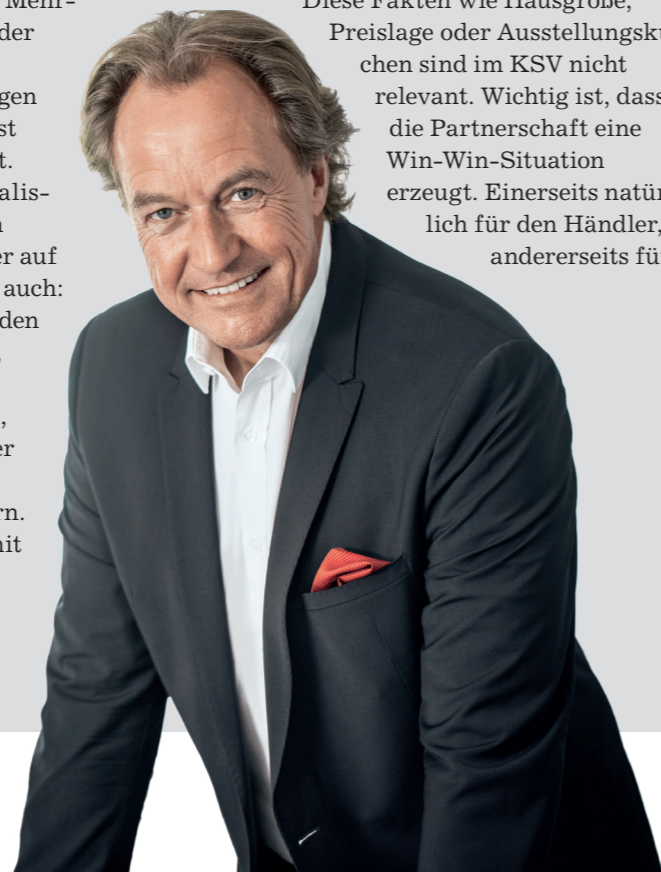 Mehr-
der
gen
st
t.
alis-
er auf
auch:
den
,
er
rn.
nit
Diese Fakten wie Hausgröße,
Preislage oder Ausstellungskü
chen sind im KSV nicht
relevant. Wichtig ist, dass
die Partnerschaft eine
Win-Win-Situation
erzeugt. Einerseits natür
lich für den Händler,
andererseits fü